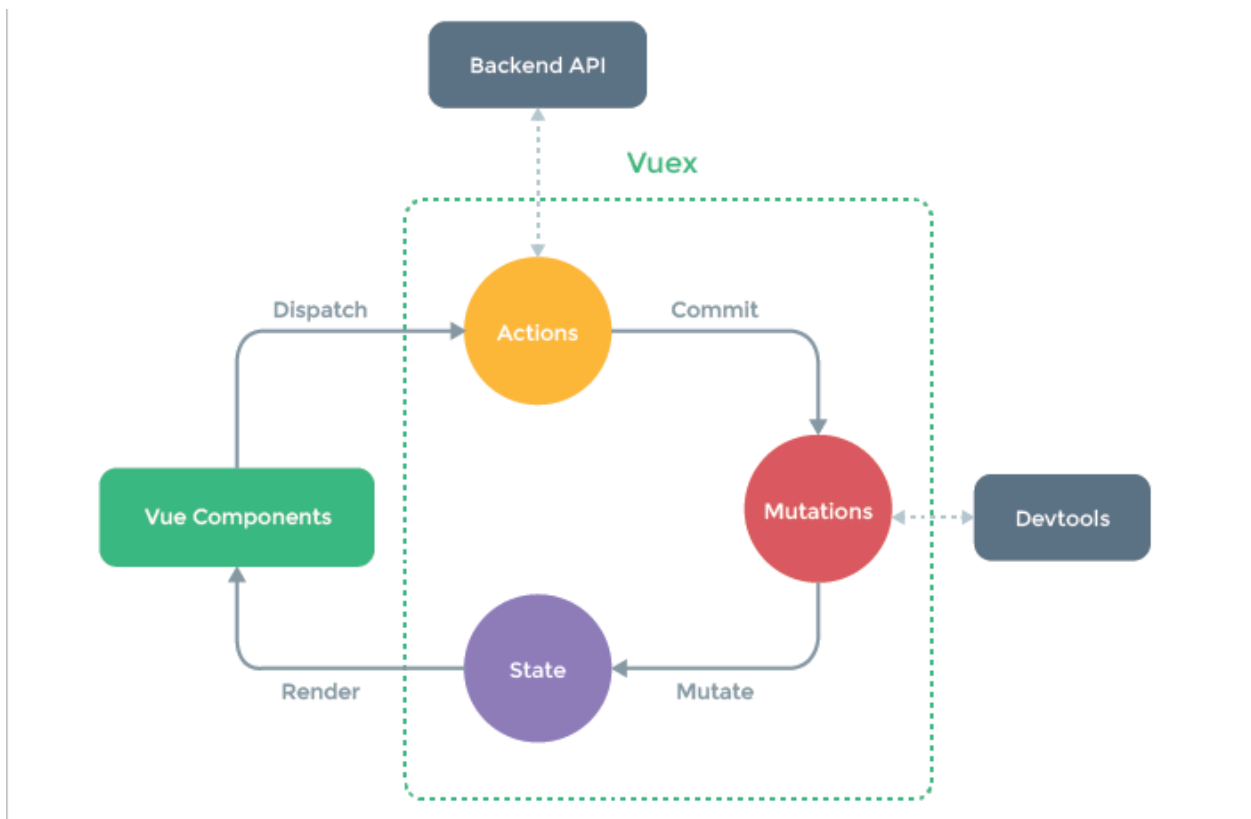 Backend API
Vuex
Dispatch
Commit
Actions
Vue Components
Mutations
Devtools
State
Render
Mutate